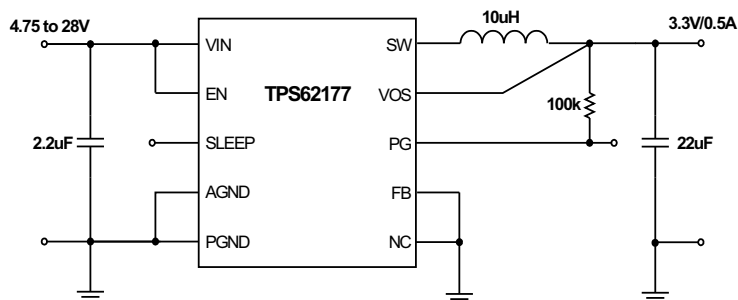 4.75 to 28V
10uH
3.3V/0.5A
VIN
SW
EN
TPS62177
VOS
100k
2.2uF
SLEEP
PG
22uF
AGND
FB
PGND
NC